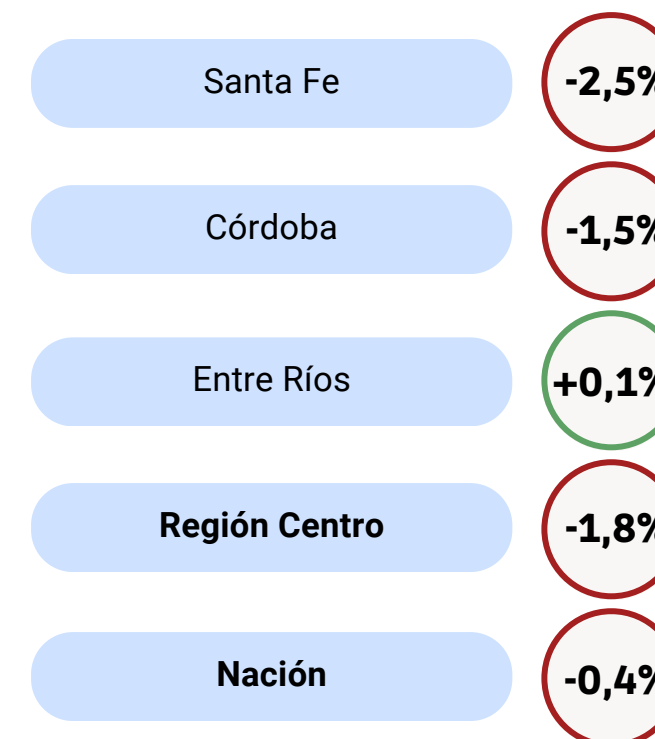 Santa Fe -2,5%
Córdoba -1,5%
Entre Ríos +0,1%
Región Centro -1,8%
Nación -0,4%